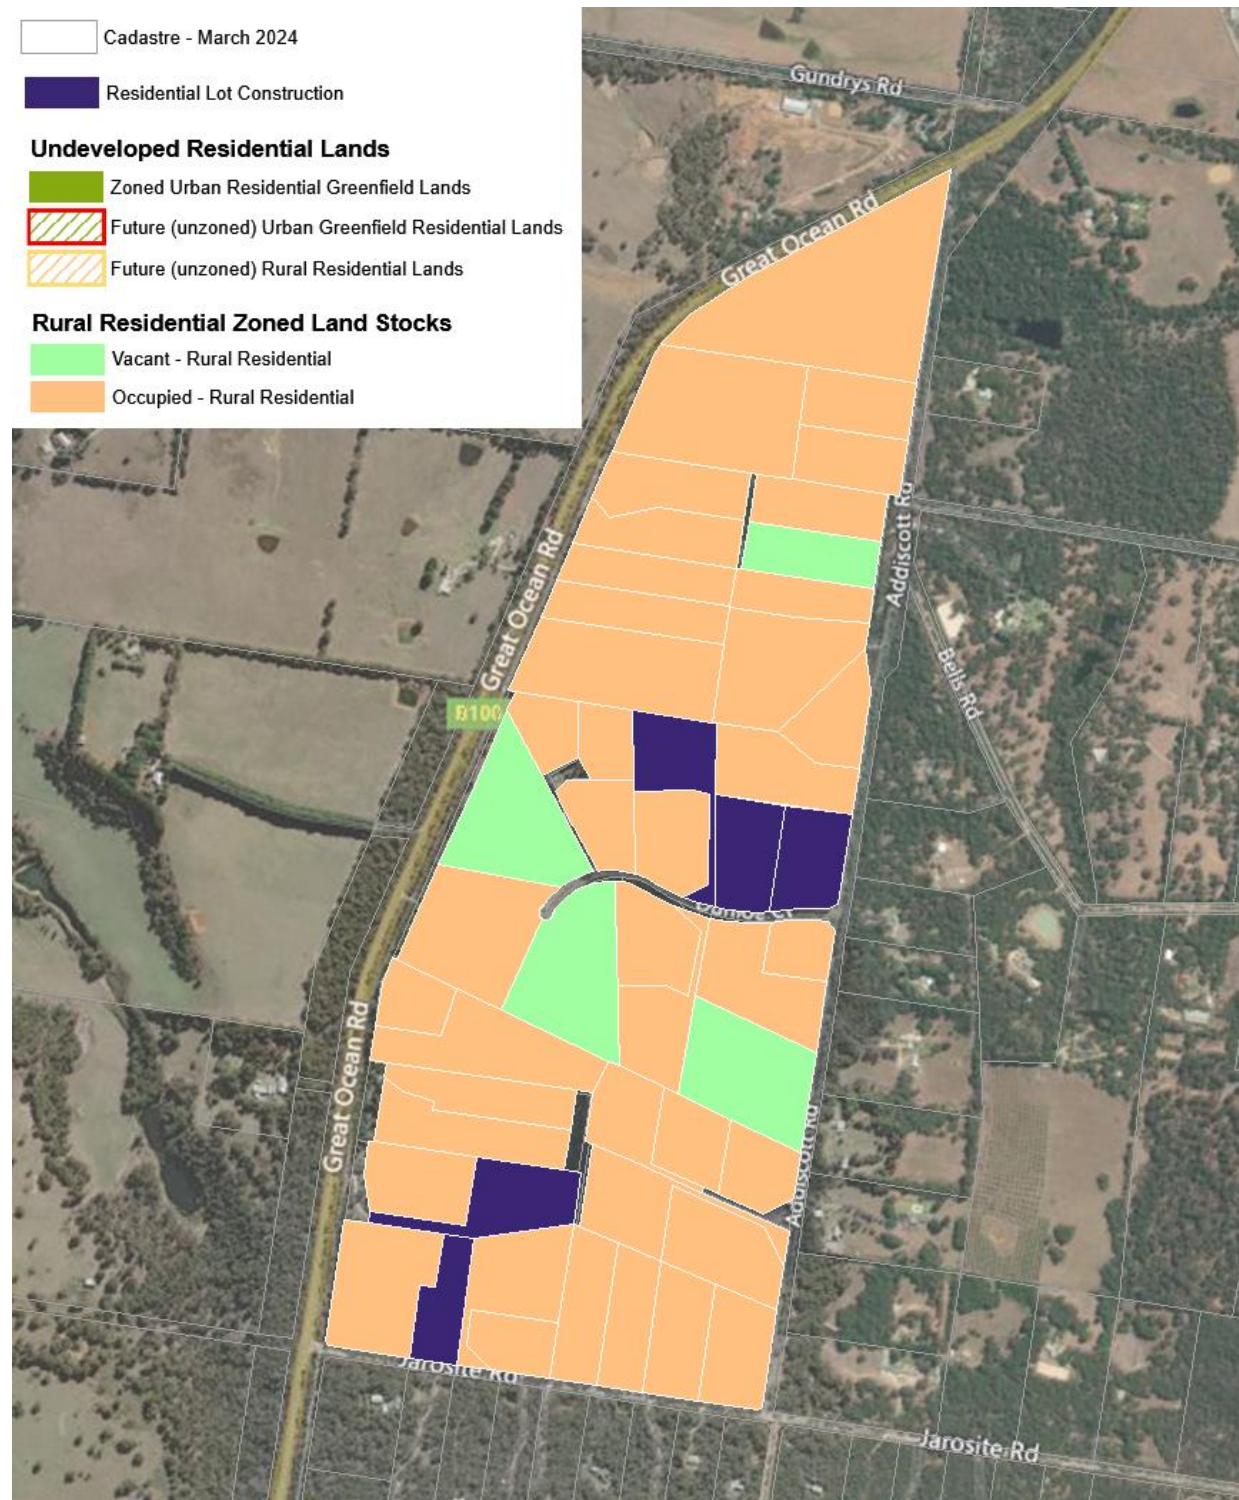 Cadastre - March 2024
Residential Lot Construction
Undeveloped Residential Lands
Zoned Urban Residential Greenfield Lands
Future (unzoned) Urban Greenfield Residential Lands
Future (unzoned) Rural Residential Lands
Rural Residential Zoned Land Stocks
Vacant - Rural Residential
Occupied - Rural Residential
Gundrys Rd
Great Ocean Rd
Addiscott Rd
Great Ocean Rd
Bells Rd
B100
Great Ocean Rd
Addiscott Rd
Jarosite Rd
Jarosite Rd